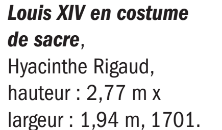 Louis XIV en costume
de sacre,
Hyacinthe Rigaud,
hauteur : 2,77 m x
largeur : 1,94 m, 1701.